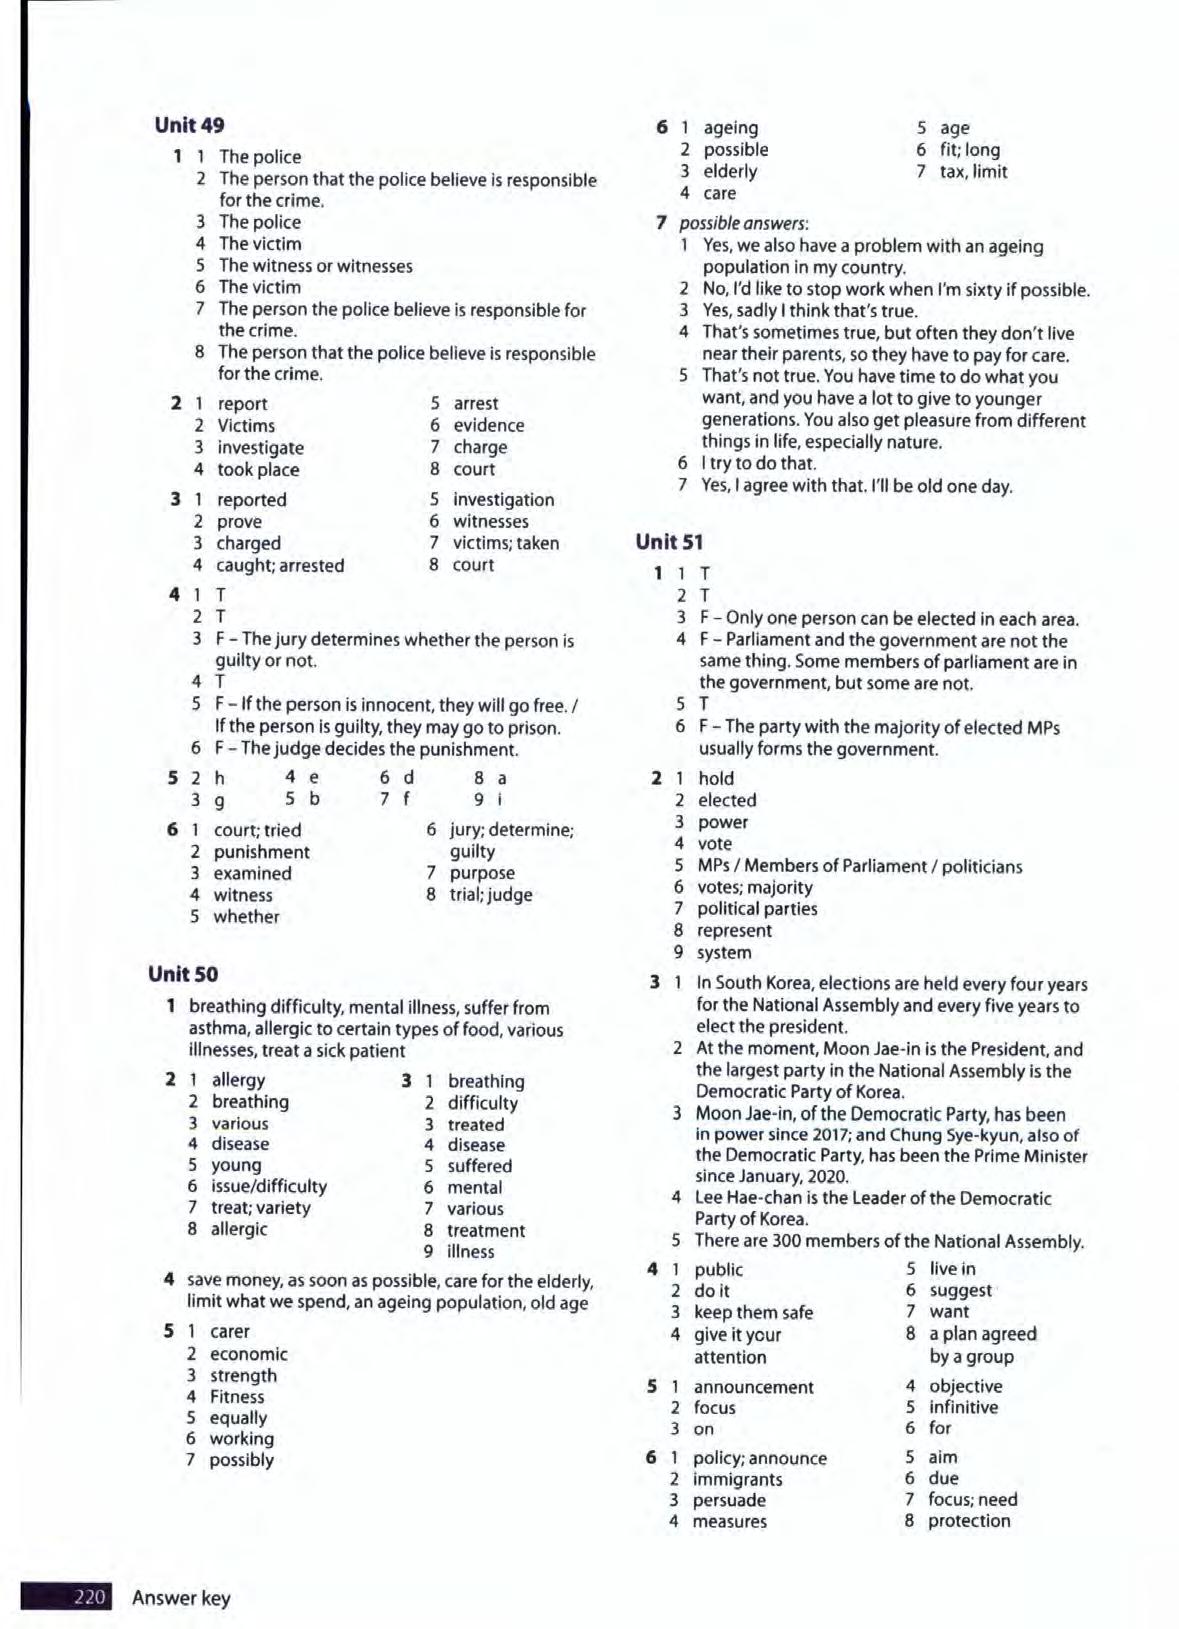 Unit 49
1 1 The police
2 The person that the police believe is responsible
for the crime.
3 The police
4 The victim
5 The witness or witnesses
6 The victim
7 The person the police believe is responsible for
the crime.
8 The person that the police believe is responsible
for the crime.
2 1 report 5 arrest
2 Victims 6 evidence
3 investigate 7 charge
4 took place 8 court
3 1 reported 5 investigation
2 prove 6 witnesses
3 charged 7 victims; taken
4 caught; arrested 8 court
4 1 T
2 T
3 F – The jury determines whether the person is
guilty or not.
4 T
5 F – If the person is innocent, they will go free. /
If the person is guilty, they may go to prison.
6 F – The judge decides the punishment.
5 2 h 4 e 6 d 8 a
3 g 5 b 7 f 9 i
6 1 court; tried 6 jury; determine;
2 punishment guilty
3 examined 7 purpose
4 witness 8 trial; judge
5 whether
Unit 50
1 breathing difficulty, mental illness, suffer from
asthma, allergic to certain types of food, various
illnesses, treat a sick patient
2 1 allergy 3 1 breathing
2 breathing 2 difficulty
3 various 3 treated
4 disease 4 disease
5 young 5 suffered
6 issue/difficulty 6 mental
7 treat; variety 7 various
8 allergic 8 treatment
9 illness
4 save money, as soon as possible, care for the elderly,
limit what we spend, an ageing population, old age
5 1 carer
2 economic
3 strength
4 Fitness
5 equally
6 working
7 possibly
6 1 ageing 5 age
2 possible 6 fit; long
3 elderly 7 tax, limit
4 care
7 possible answers:
1 Yes, we also have a problem with an ageing
population in my country.
2 No, I'd like to stop work when I'm sixty if possible.
3 Yes, sadly I think that's true.
4 That's sometimes true, but often they don't live
near their parents, so they have to pay for care.
5 That's not true. You have time to do what you
want, and you have a lot to give to younger
generations. You also get pleasure from different
things in life, especially nature.
6 I try to do that.
7 Yes, I agree with that. I'll be old one day.
Unit 51
1 1 T
2 T
3 F – Only one person can be elected in each area.
4 F – Parliament and the government are not the
same thing. Some members of parliament are in
the government, but some are not.
5 T
6 F – The party with the majority of elected MPs
usually forms the government.
2 1 hold
2 elected
3 power
4 vote
5 MPs / Members of Parliament / politicians
6 votes; majority
7 political parties
8 represent
9 system
3 1 In South Korea, elections are held every four years
for the National Assembly and every five years to
elect the president.
2 At the moment, Moon Jae-in is the President, and
the largest party in the National Assembly is the
Democratic Party of Korea.
3 Moon Jae-in, of the Democratic Party, has been
in power since 2017; and Chung Sye-kyun, also of
the Democratic Party, has been the Prime Minister
since January, 2020.
4 Lee Hae-chan is the Leader of the Democratic
Party of Korea.
5 There are 300 members of the National Assembly.
4 1 public 5 live in
2 do it 6 suggest
3 keep them safe 7 want
4 give it your 8 a plan agreed
attention by a group
5 1 announcement 4 objective
2 focus 5 infinitive
3 on 6 for
6 1 policy; announce 5 aim
2 immigrants 6 due
3 persuade 7 focus; need
4 measures 8 protection
220 Answer key